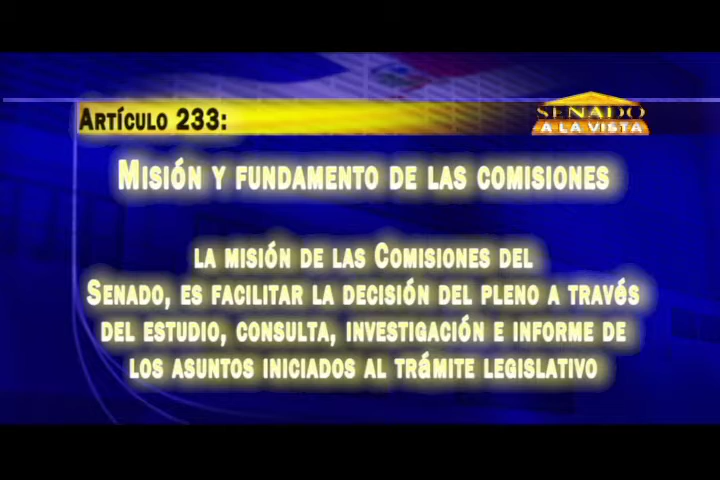 Artículo 233:
SENADO
A LA VISTA
Misión y fundamento de las comisiones
la misión de las Comisiones del
Senado, es facilitar la decisión del pleno a través
del estudio, consulta, investigación e informe de
los asuntos iniciados al trámite legislativo